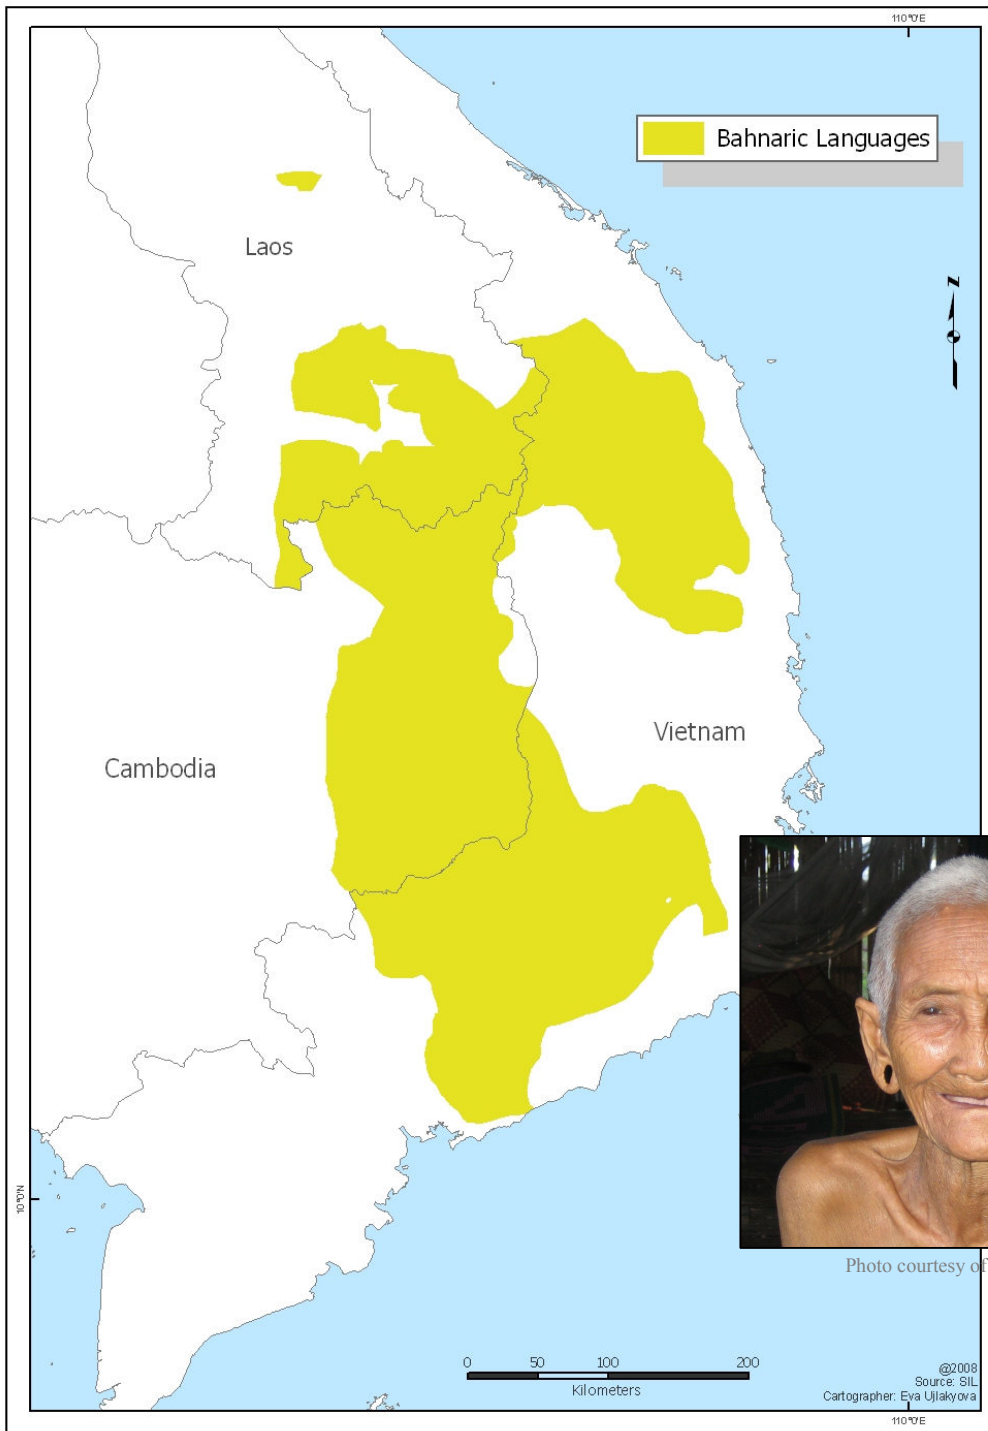 110°0'E
Bahnaric Languages
Laos
N
Vietnam
Cambodia
10°0'N
Photo courtesy of
0 50 100 200
Kilometers
@2008
Source: SIL
Cartographer: Eva Ujlakyova
110°0'E